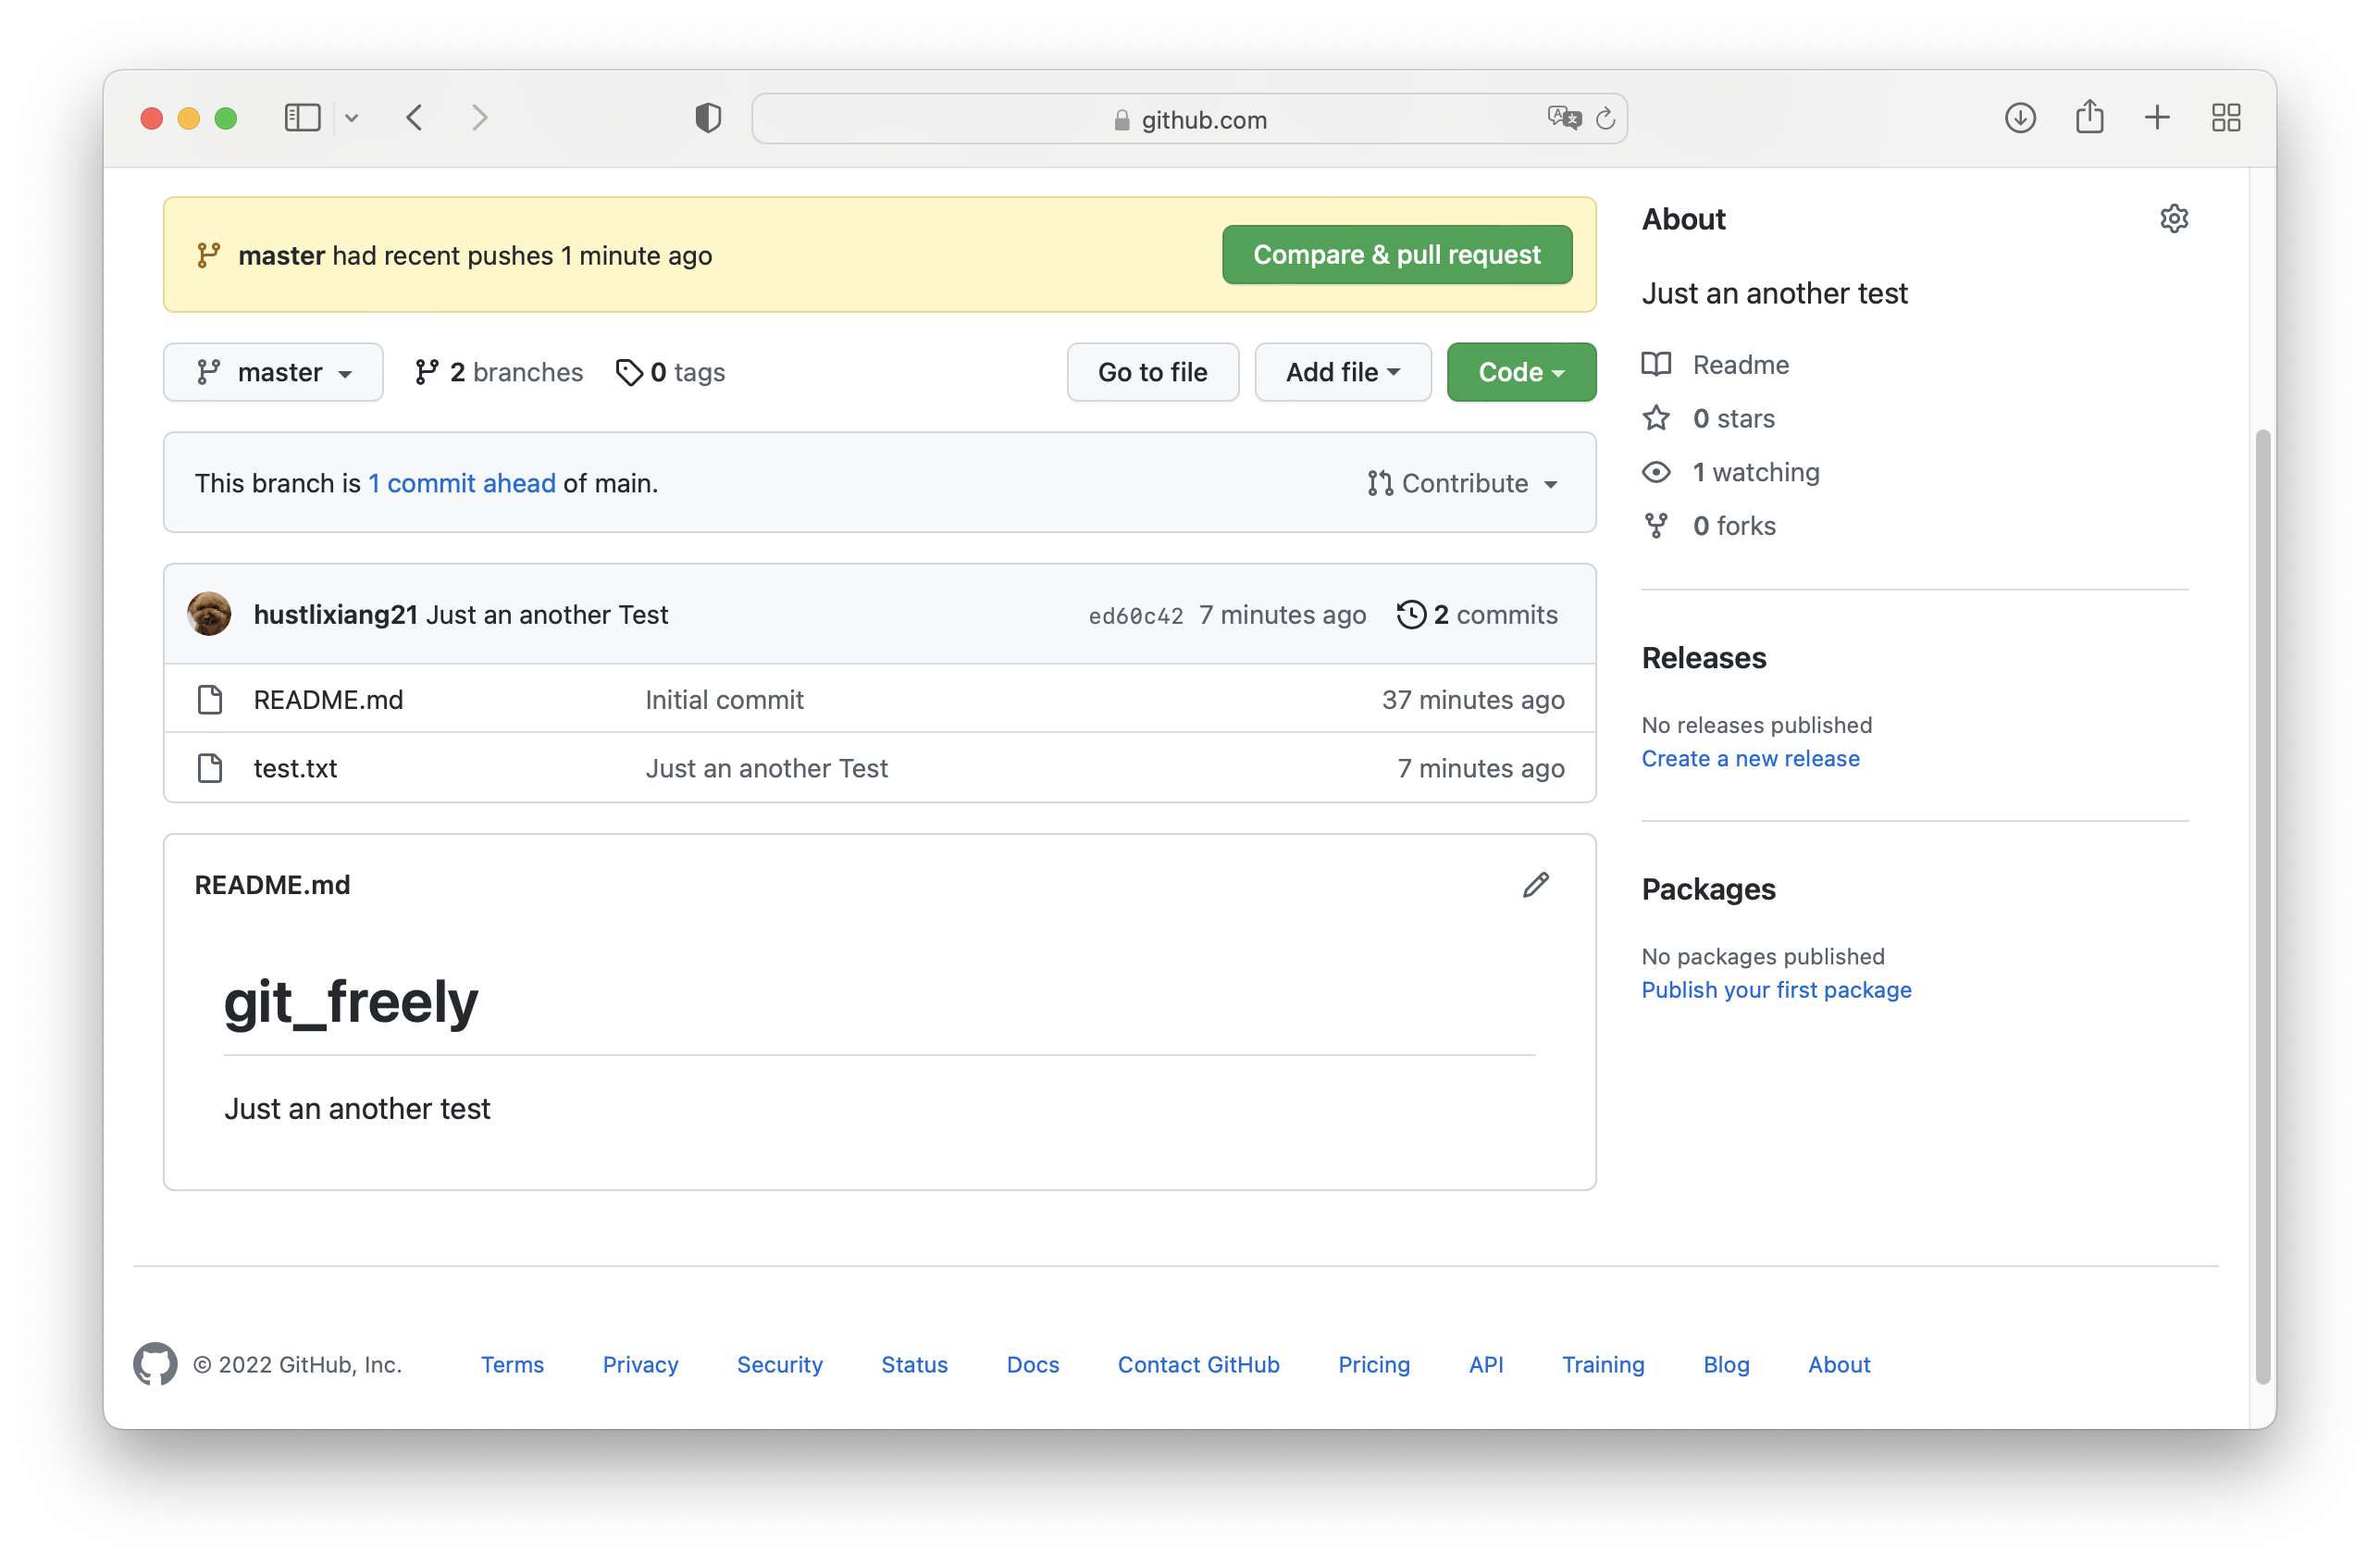 github.com
master had recent pushes 1 minute ago
Compare & pull request
master
2 branches
0 tags
Go to file
Add file
Code
This branch is 1 commit ahead of main.
Contribute
hustlixiang21 Just an another Test
ed60c42 7 minutes ago
2 commits
README.md Initial commit 37 minutes ago
test.txt Just an another Test 7 minutes ago
README.md
git_freely
Just an another test
About
Just an another test
Readme
0 stars
1 watching
0 forks
Releases
No releases published
Create a new release
Packages
No packages published
Publish your first package
© 2022 GitHub, Inc. Terms Privacy Security Status Docs Contact GitHub Pricing API Training Blog About